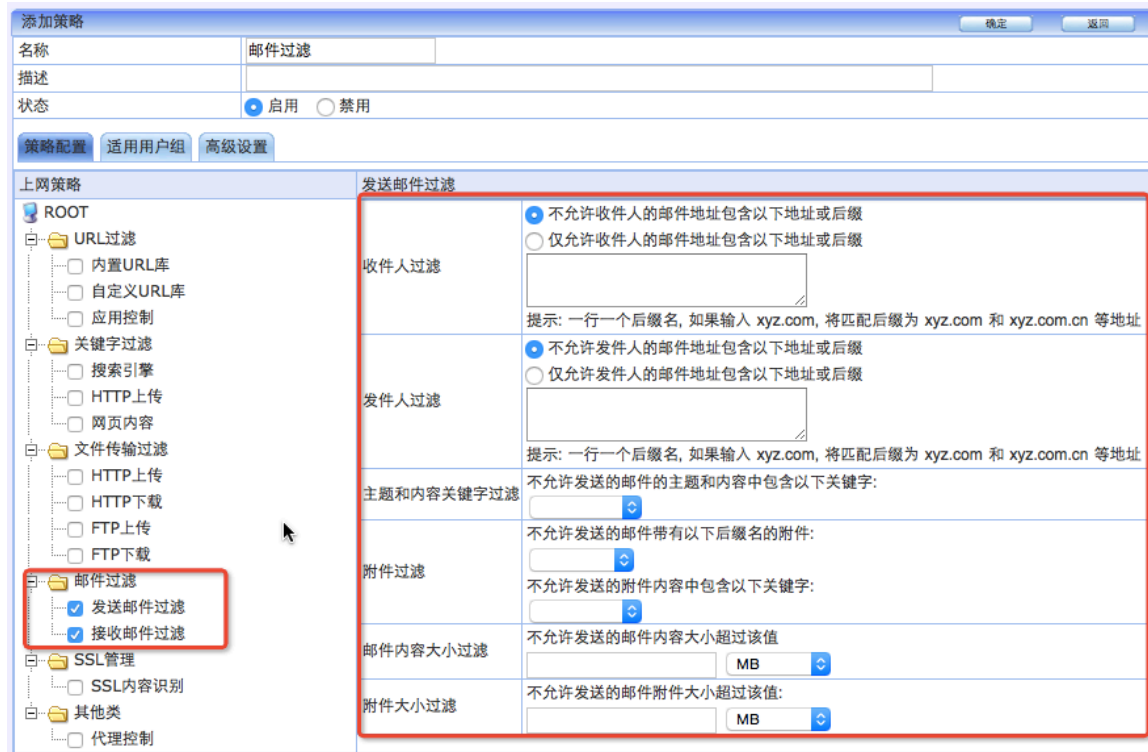 添加策略 确定 返回
名称 邮件过滤
描述
状态 启用 禁用
策略配置 适用用户组 高级设置
上网策略
ROOT
URL过滤
内置URL库
自定义URL库
应用控制
关键字过滤
搜索引擎
HTTP上传
网页内容
文件传输过滤
HTTP上传
HTTP下载
FTP上传
FTP下载
邮件过滤
发送邮件过滤
接收邮件过滤
SSL管理
SSL内容识别
其他类
代理控制
发送邮件过滤
收件人过滤
不允许收件人的邮件地址包含以下地址或后缀
仅允许收件人的邮件地址包含以下地址或后缀
提示: 一行一个后缀名, 如果输入 xyz.com, 将匹配后缀为 xyz.com 和 xyz.com.cn 等地址
发件人过滤
不允许发件人的邮件地址包含以下地址或后缀
仅允许发件人的邮件地址包含以下地址或后缀
提示: 一行一个后缀名, 如果输入 xyz.com, 将匹配后缀为 xyz.com 和 xyz.com.cn 等地址
主题和内容关键字过滤
不允许发送的邮件的主题和内容中包含以下关键字:
附件过滤
不允许发送的邮件带有以下后缀名的附件:
不允许发送的附件内容中包含以下关键字:
邮件内容大小过滤
不允许发送的邮件内容大小超过该值
MB
附件大小过滤
不允许发送的邮件附件大小超过该值:
MB